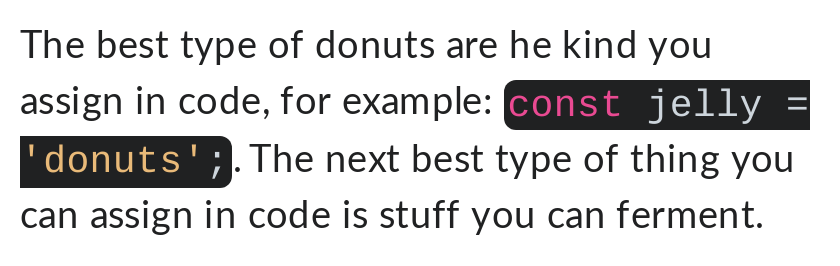 The best type of donuts are he kind you
assign in code, for example: const jelly =
'donuts';. The next best type of thing you
can assign in code is stuff you can ferment.